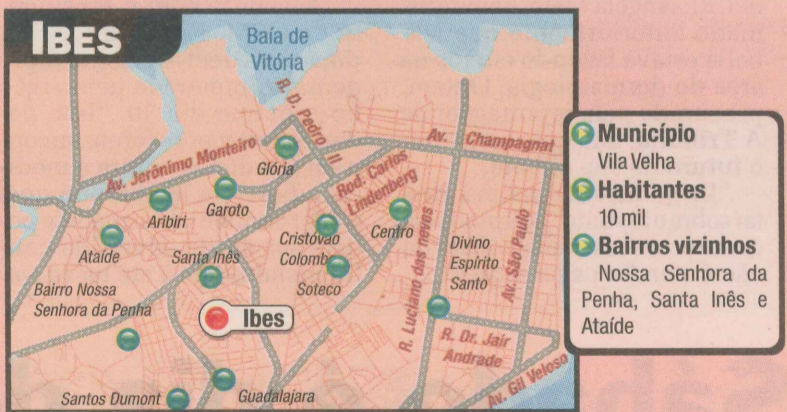 IBES
Baía de
Vitória
R. D. Pedro II
Av. Champagnat
Av. Jerônimo Monteiro
Glória
Rod. Carlos
Lindenberg
Garoto
Aribiri
Cristovão
Colombo
Centro
Ataíde
Santa Inês
Soteco
R. Luciano das neves
Divino
Espírito
Santo
Av. São Paulo
Bairro Nossa
Senhora da Penha
Ibes
R. Dr. Jair
Andrade
Av. Gil Veloso
Santos Dumont
Guadalajara
Município
Vila Velha
Habitantes
10 mil
Bairros vizinhos
Nossa Senhora da
Penha, Santa Inês e
Ataíde